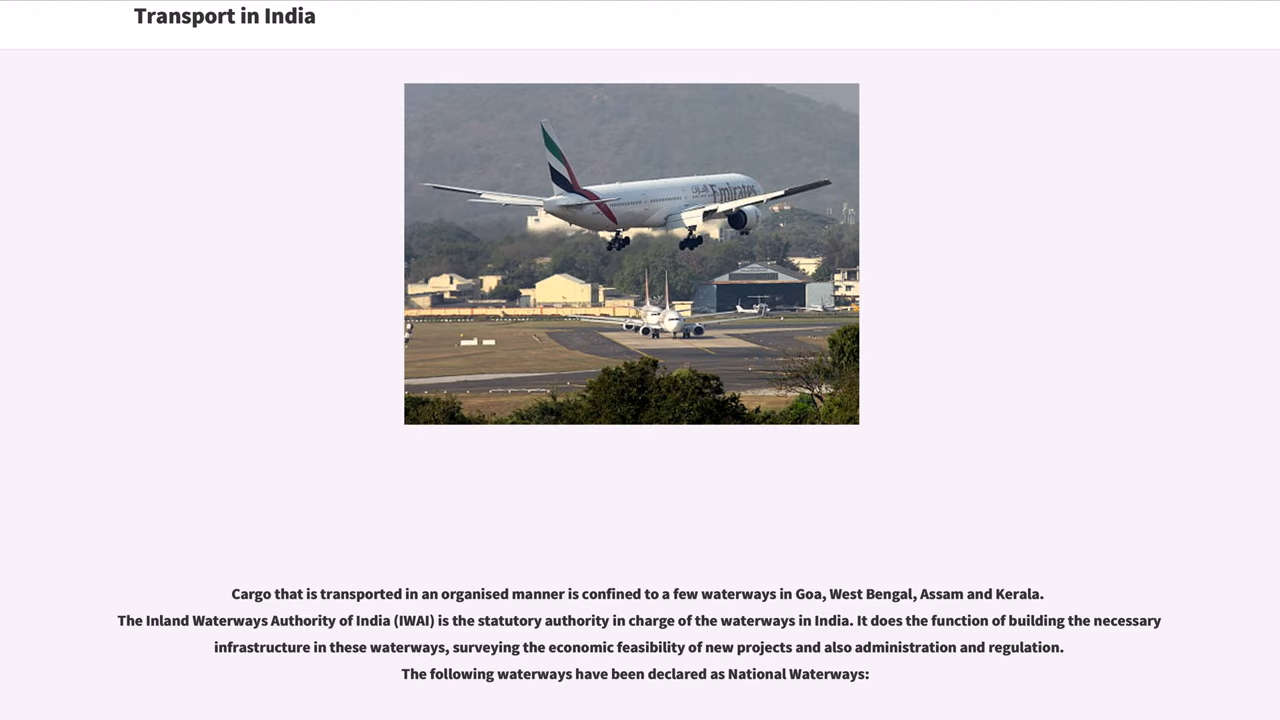 Transport in India
Emirates
Cargo that is transported in an organised manner is confined to a few waterways in Goa, West Bengal, Assam and Kerala.
The Inland Waterways Authority of India (IWAI) is the statutory authority in charge of the waterways in India. It does the function of building the necessary
infrastructure in these waterways, surveying the economic feasibility of new projects and also administration and regulation.
The following waterways have been declared as National Waterways: